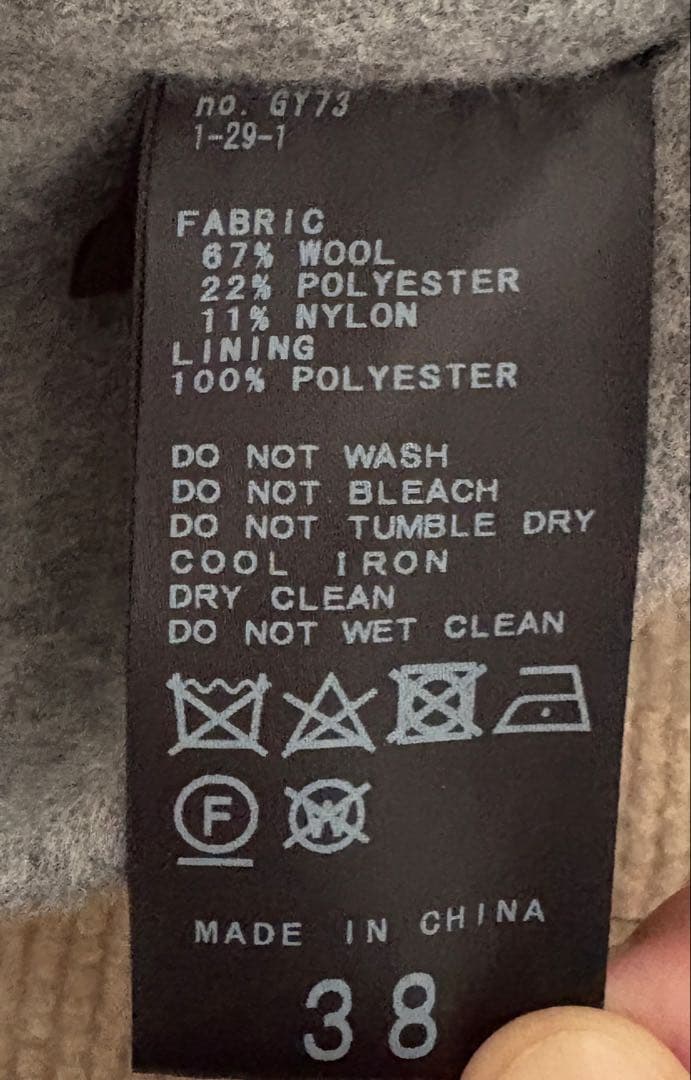 no. GY73
1-29-1
FABRIC
67% WOOL
22% POLYESTER
11% NYLON
LINING
100% POLYESTER
DO NOT WASH
DO NOT BLEACH
DO NOT TUMBLE DRY
COOL IRON
DRY CLEAN
DO NOT WET CLEAN
F W
MADE IN CHINA
38